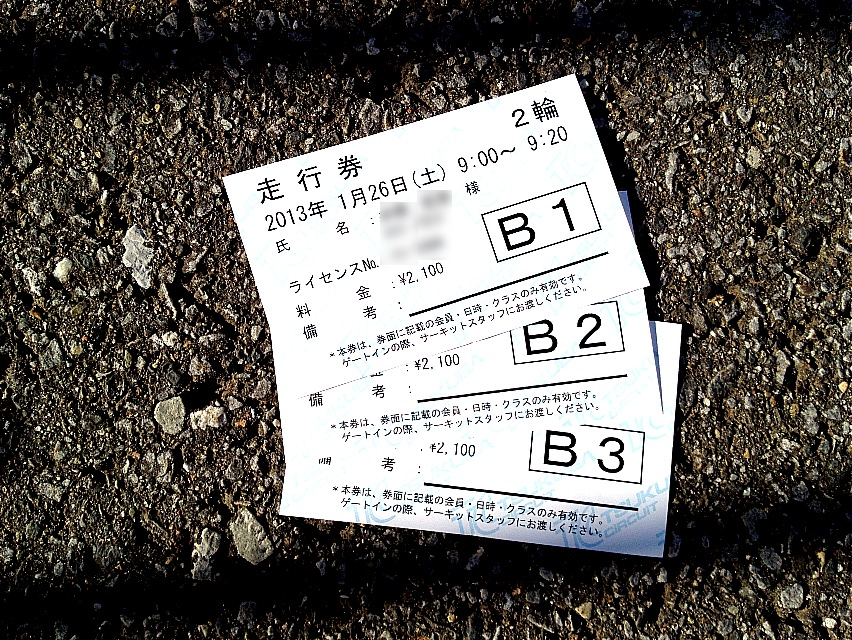 走行券 2輪
2013年 1月26日(土) 9:00～ 9:20
氏 名 : 様
B1
ライセンスNo.
料 金 : ¥2,100
備 考 :
*本券は、券面に記載の会員・日時・クラスのみ有効です。
ゲートインの際、サーキットスタッフにお渡しください。
B2
: ¥2,100
備 考 :
*本券は、券面に記載の会員・日時・クラスのみ有効です。
ゲートインの際、サーキットスタッフにお渡しください。
B3
: ¥2,100
考 :
*本券は、券面に記載の会員・日時・クラスのみ有効です。
ゲートインの際、サーキットスタッフにお渡しください。
TSUKU
CIRCUIT